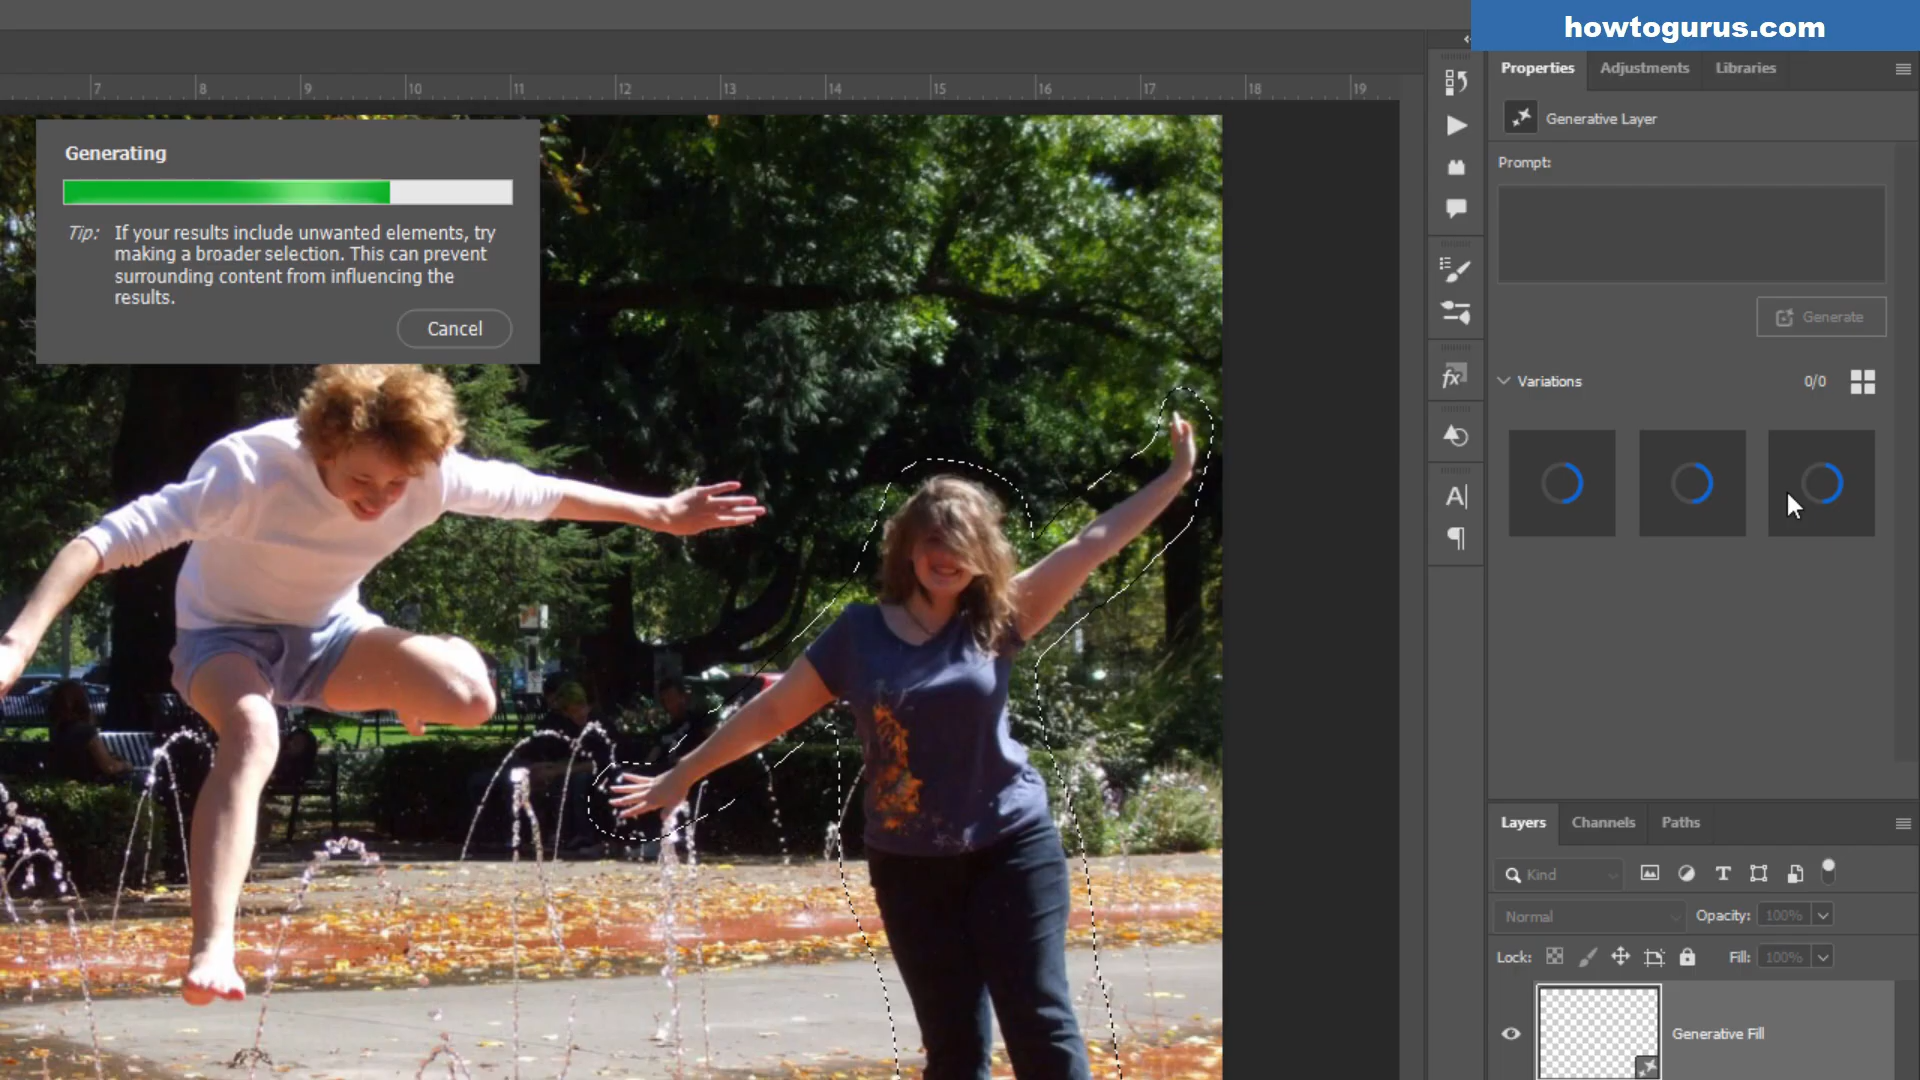 howtogurus.com
7 8 9 10 11 12 13 14 15 16 17 18 19
Properties Adjustments Libraries
Generative Layer
Prompt:
Generate
Variations 0/0
Generating
Tip: If your results include unwanted elements, try
making a broader selection. This can prevent
surrounding content from influencing the
results.
Cancel
fx
A|
Layers Channels Paths
Kind
T
Normal Opacity: 100%
Lock: Fill: 100%
Generative Fill